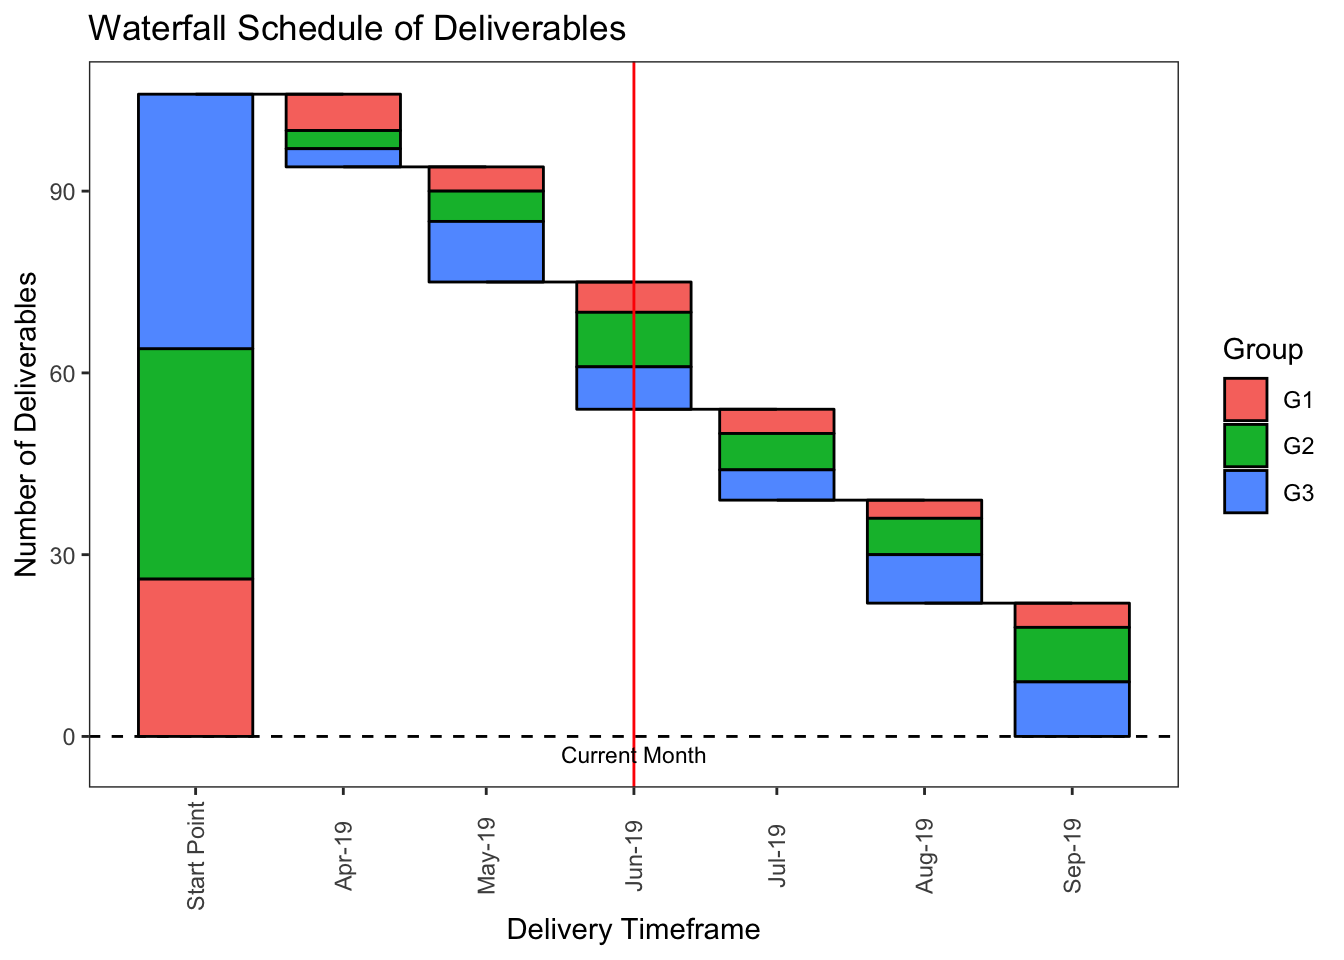 Waterfall Schedule of Deliverables
Number of Deliverables
90
60
30
0
Current Month
Start Point
Apr-19
May-19
Jun-19
Jul-19
Aug-19
Sep-19
Delivery Timeframe
Group
G1
G2
G3